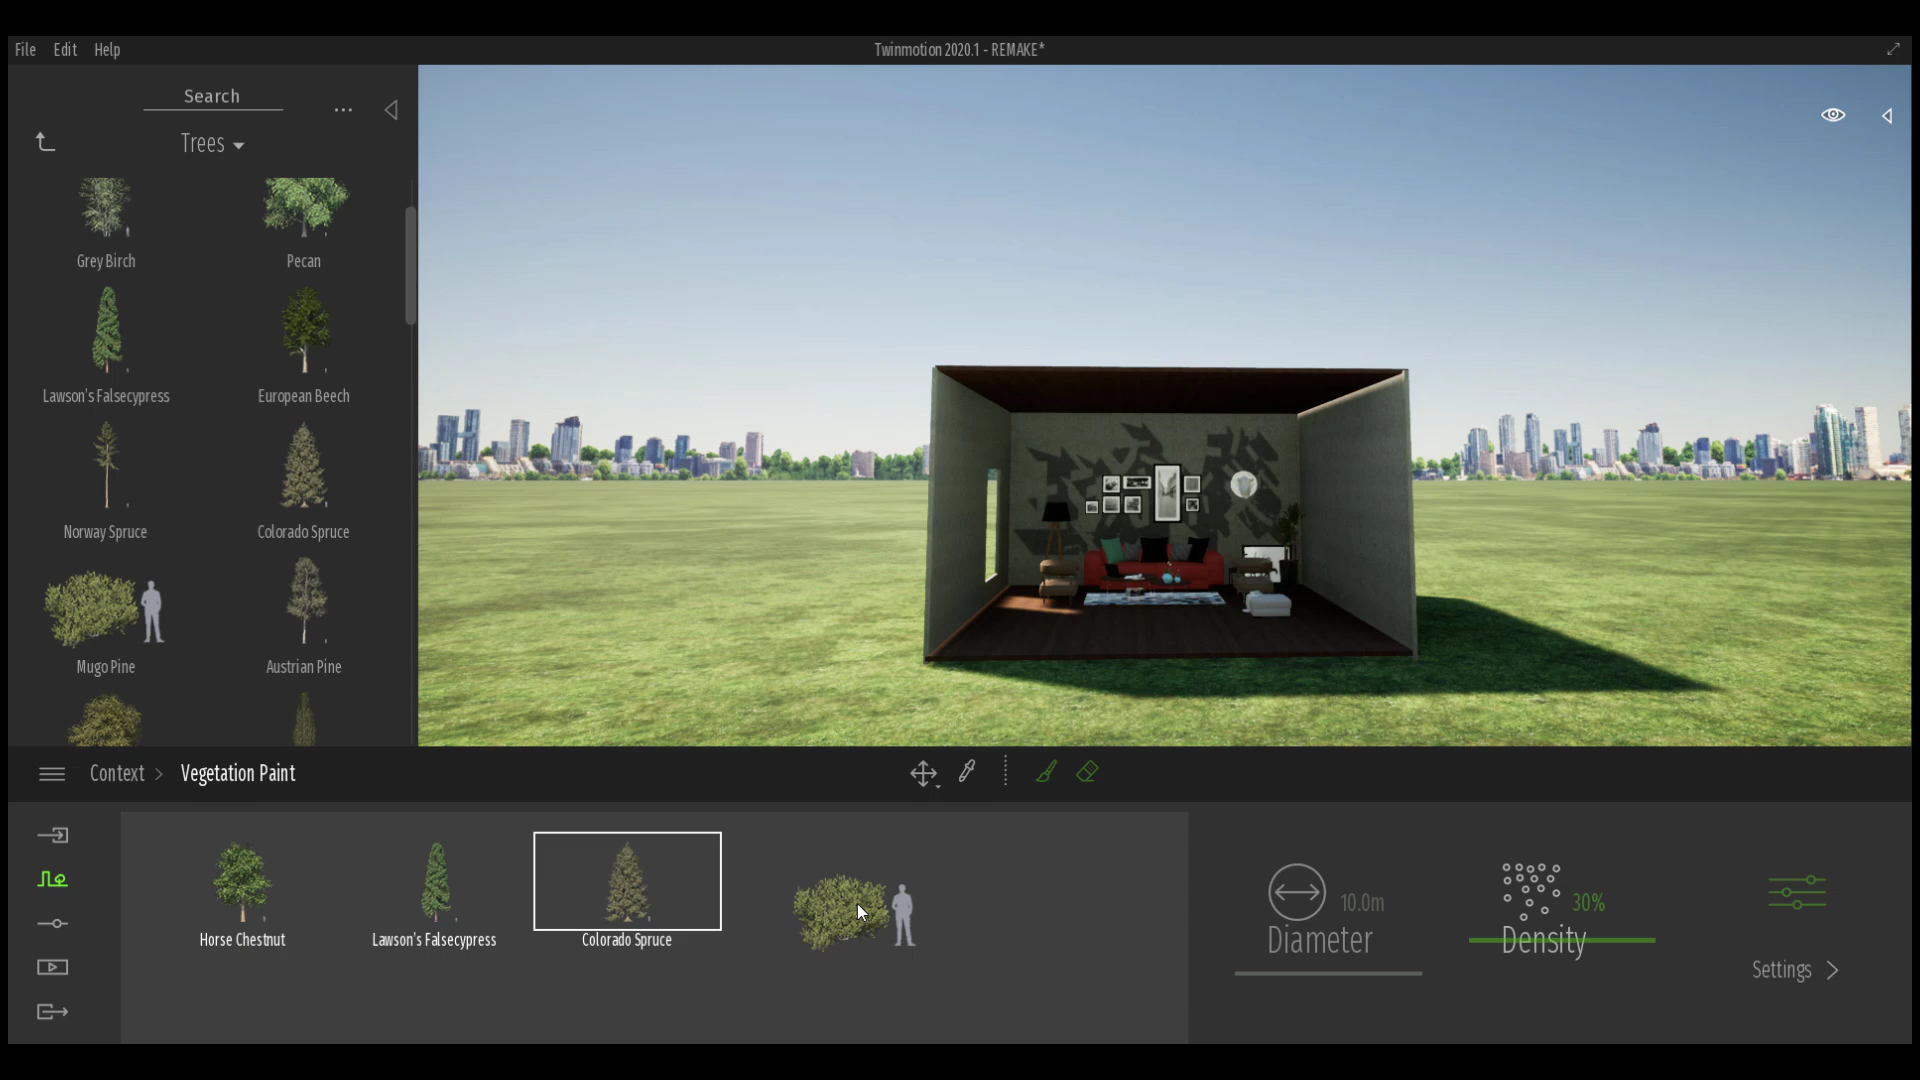 File Edit Help
Twinmotion 2020.1 - REMAKE*
Search
...
Trees
Grey Birch
Pecan
Lawson's Falsecypress
European Beech
Norway Spruce
Colorado Spruce
Mugo Pine
Austrian Pine
Context > Vegetation Paint
Horse Chestnut
Lawson's Falsecypress
Colorado Spruce
10.0m
Diameter
30%
Density
Settings